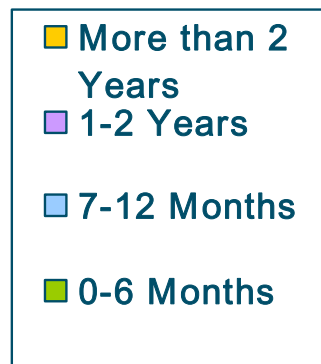 More than 2
Years
1-2 Years
7-12 Months
0-6 Months